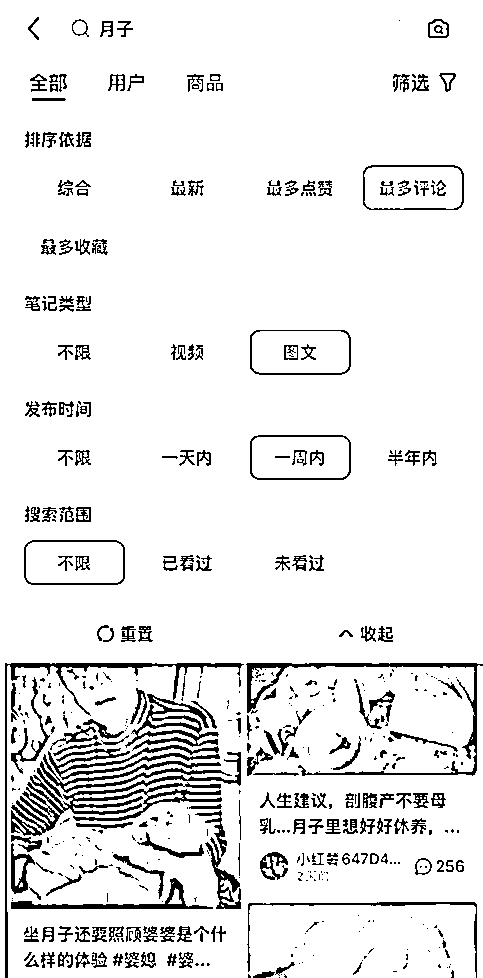 月子
全部 用户 商品 筛选
排序依据
综合 最新 最多点赞 最多评论
最多收藏
笔记类型
不限 视频 图文
发布时间
不限 一天内 一周内 半年内
搜索范围
不限 已看过 未看过
重置 收起
人生建议，剖腹产不要母
乳...月子里想好好休养，...
小红薯647D4... 256
2天前
坐月子还要照顾婆婆是个什
么样的体验 #婆媳 #婆...